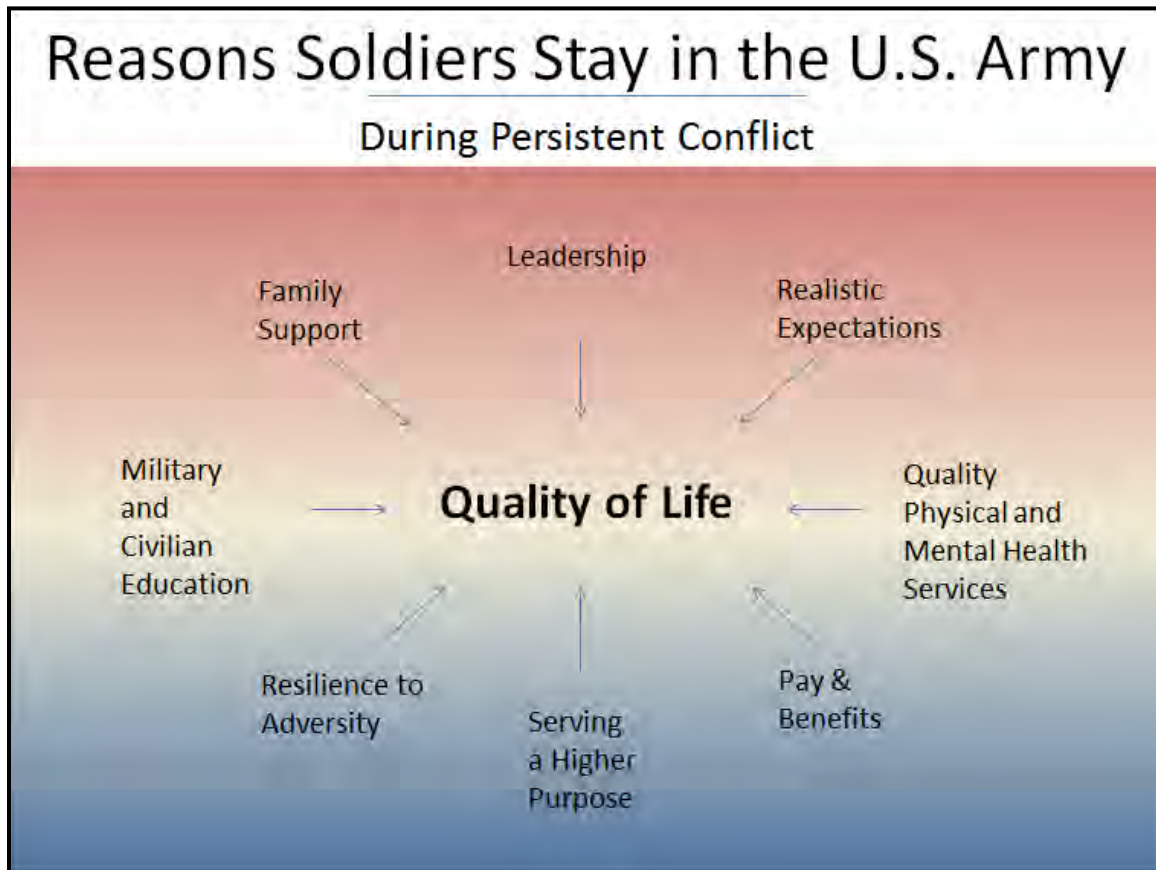 Reasons Soldiers Stay in the U.S. Army
During Persistent Conflict
Leadership
Family
Support
Realistic
Expectations
Military
and
Civilian
Education
Quality of Life
Quality
Physical and
Mental Health
Services
Resilience to
Adversity
Serving
a Higher
Purpose
Pay &
Benefits